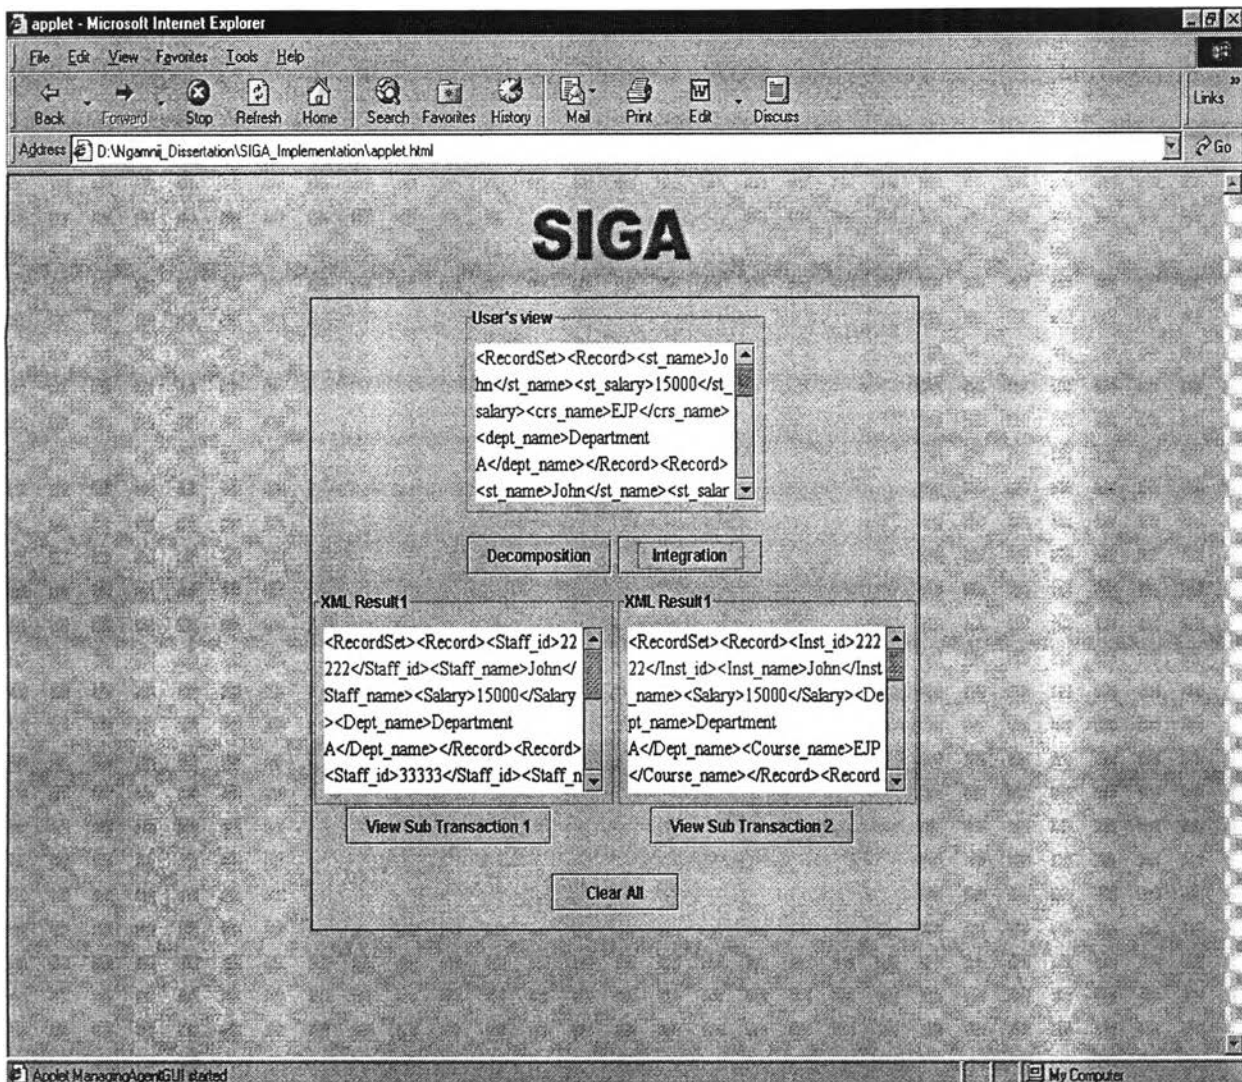 applet - Microsoft Internet Explorer
File Edit View Favorites Tools Help
Back Forward Stop Refresh Home Search Favorites History Mail Print Edit Discuss
Links
Address D:\Ngamnij_Dissertation\SIGA_Implementation\applet.html Go
SIGA
User's view
<RecordSet><Record><st_name>Jo
hn</st_name><st_salary>15000</st_
salary><crs_name>EJP</crs_name>
<dept_name>Department
A</dept_name></Record><Record>
<st_name>John</st_name><st_salar
Decomposition Integration
XML Result1
<RecordSet><Record><Staff_id>22
222</Staff_id><Staff_name>John</
Staff_name><Salary>15000</Salary
><Dept_name>Department
A</Dept_name></Record><Record>
<Staff_id>33333</Staff_id><Staff_n
XML Result1
<RecordSet><Record><Inst_id>222
22</Inst_id><Inst_name>John</Inst
_name><Salary>15000</Salary><De
pt_name>Department
A</Dept_name><Course_name>EJP
</Course_name></Record><Record
View Sub Transaction 1 View Sub Transaction 2
Clear All
Applet ManagingAgentGUI started
My Computer